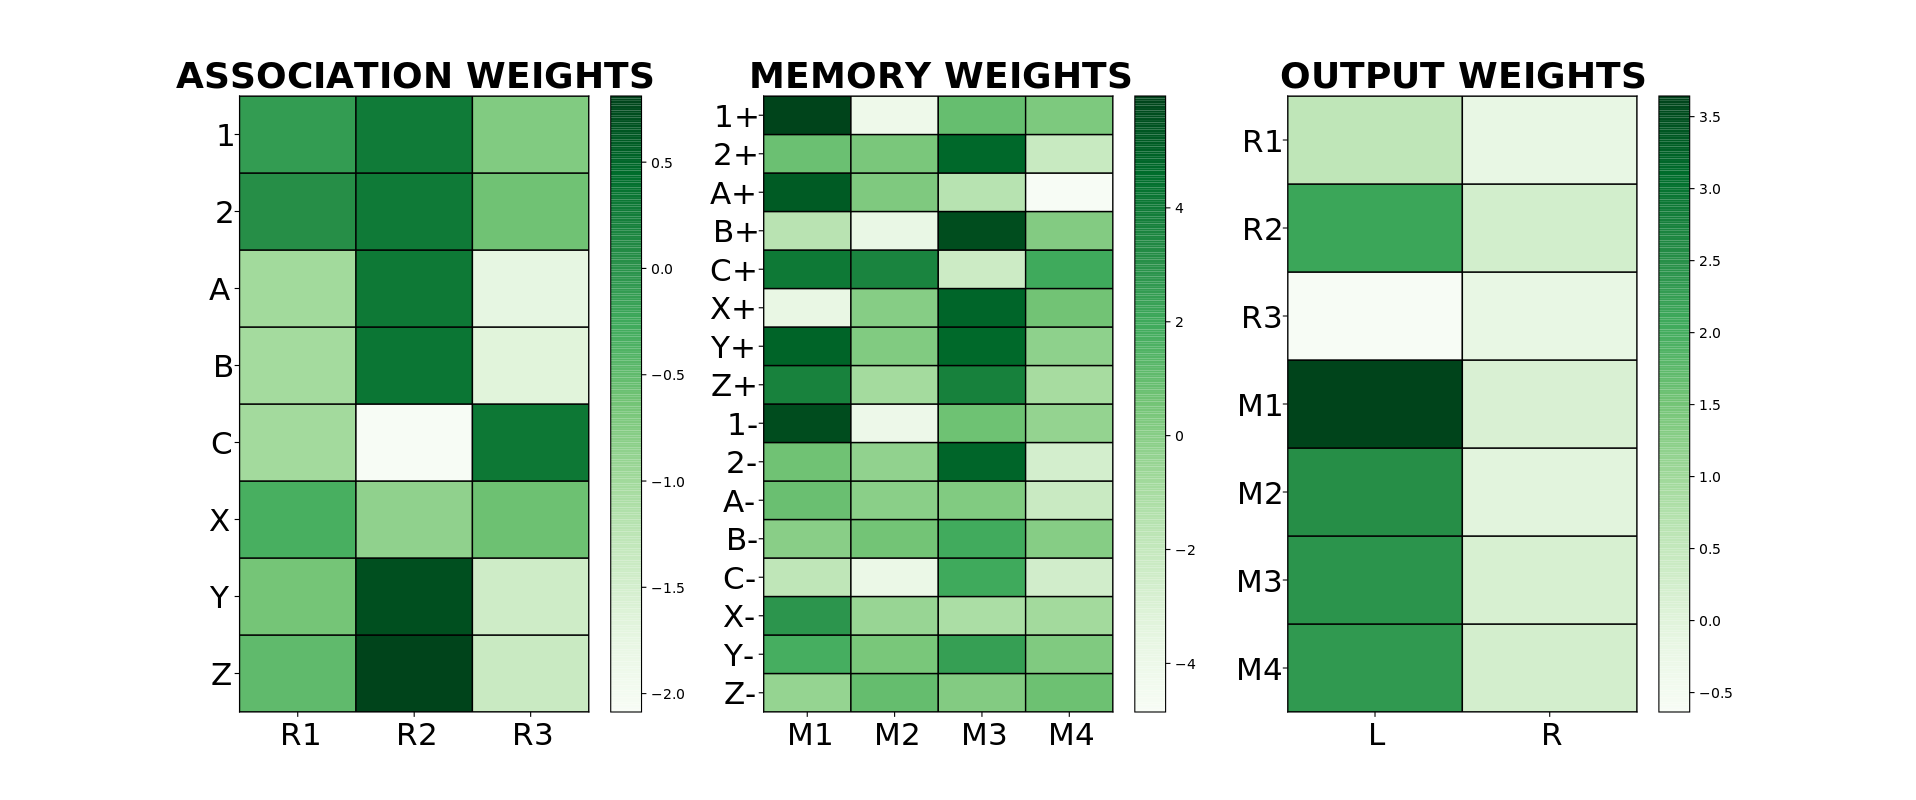 ASSOCIATION WEIGHTS
1
2
A
B
C
X
Y
Z
R1 R2 R3
0.5
0.0
−0.5
−1.0
−1.5
−2.0
MEMORY WEIGHTS
1+
2+
A+
B+
C+
X+
Y+
Z+
1-
2-
A-
B-
C-
X-
Y-
Z-
M1 M2 M3 M4
4
2
0
−2
−4
OUTPUT WEIGHTS
R1
R2
R3
M1
M2
M3
M4
L R
3.5
3.0
2.5
2.0
1.5
1.0
0.5
0.0
−0.5